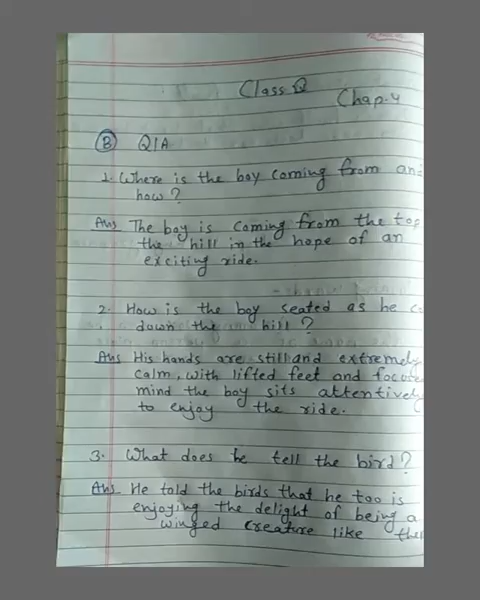 Class 8
Chap. 4
B Q/A
1. Where is the boy coming from and
how?
Ans The boy is coming from the top
the hill in the hope of an
exciting ride.
2. How is the boy seated as he co
down the hill?
Ans His hands are still and extremely
calm, with lifted feet and focuse
mind the boy sits attentively
to enjoy the ride.
3. What does he tell the bird?
Ans He told the birds that he too is
enjoying the delight of being a
winged creature like the